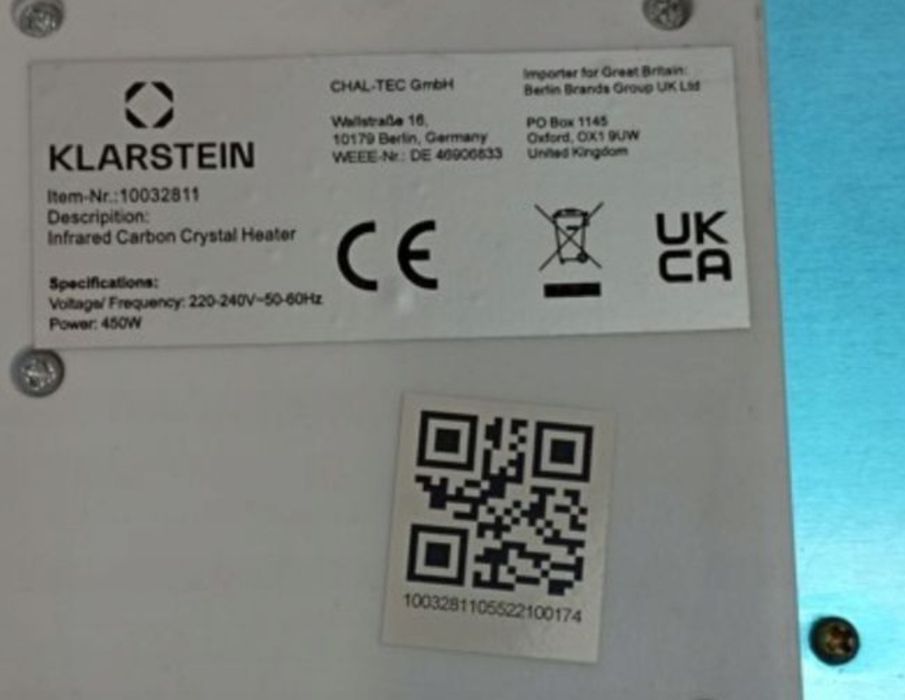 KLARSTEIN
Item-Nr.:10032811
Descripition:
Infrared Carbon Crystal Heater
Specifications:
Voltage/ Frequency: 220-240V~50-60Hz
Power: 450W
CHAL-TEC GmbH
Wallstraße 16,
10179 Berlin, Germany
WEEE-Nr.: DE 46906633
Importer for Great Britain:
Berlin Brands Group UK Ltd
PO Box 1145
Oxford, OX1 9UW
United Kingdom
CE
UK
CA
1003281105522100174